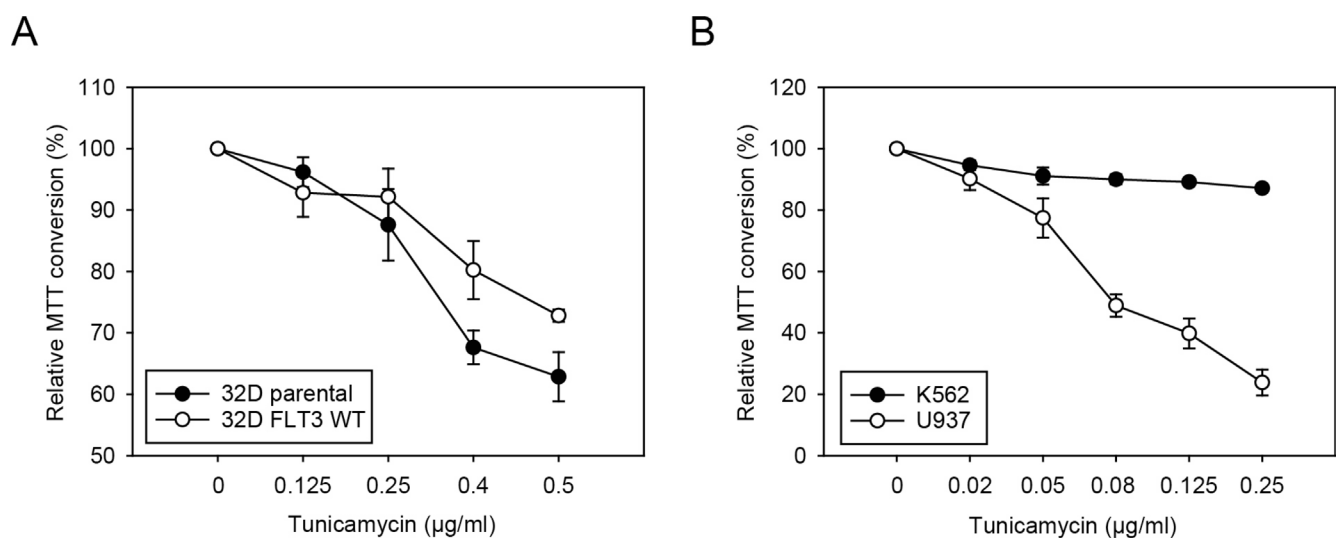 A
Relative MTT conversion (%)
110
100
90
80
70
60
50
32D parental
32D FLT3 WT
0 0.125 0.25 0.4 0.5
Tunicamycin (µg/ml)
B
Relative MTT conversion (%)
120
100
80
60
40
20
0
K562
U937
0 0.02 0.05 0.08 0.125 0.25
Tunicamycin (µg/ml)